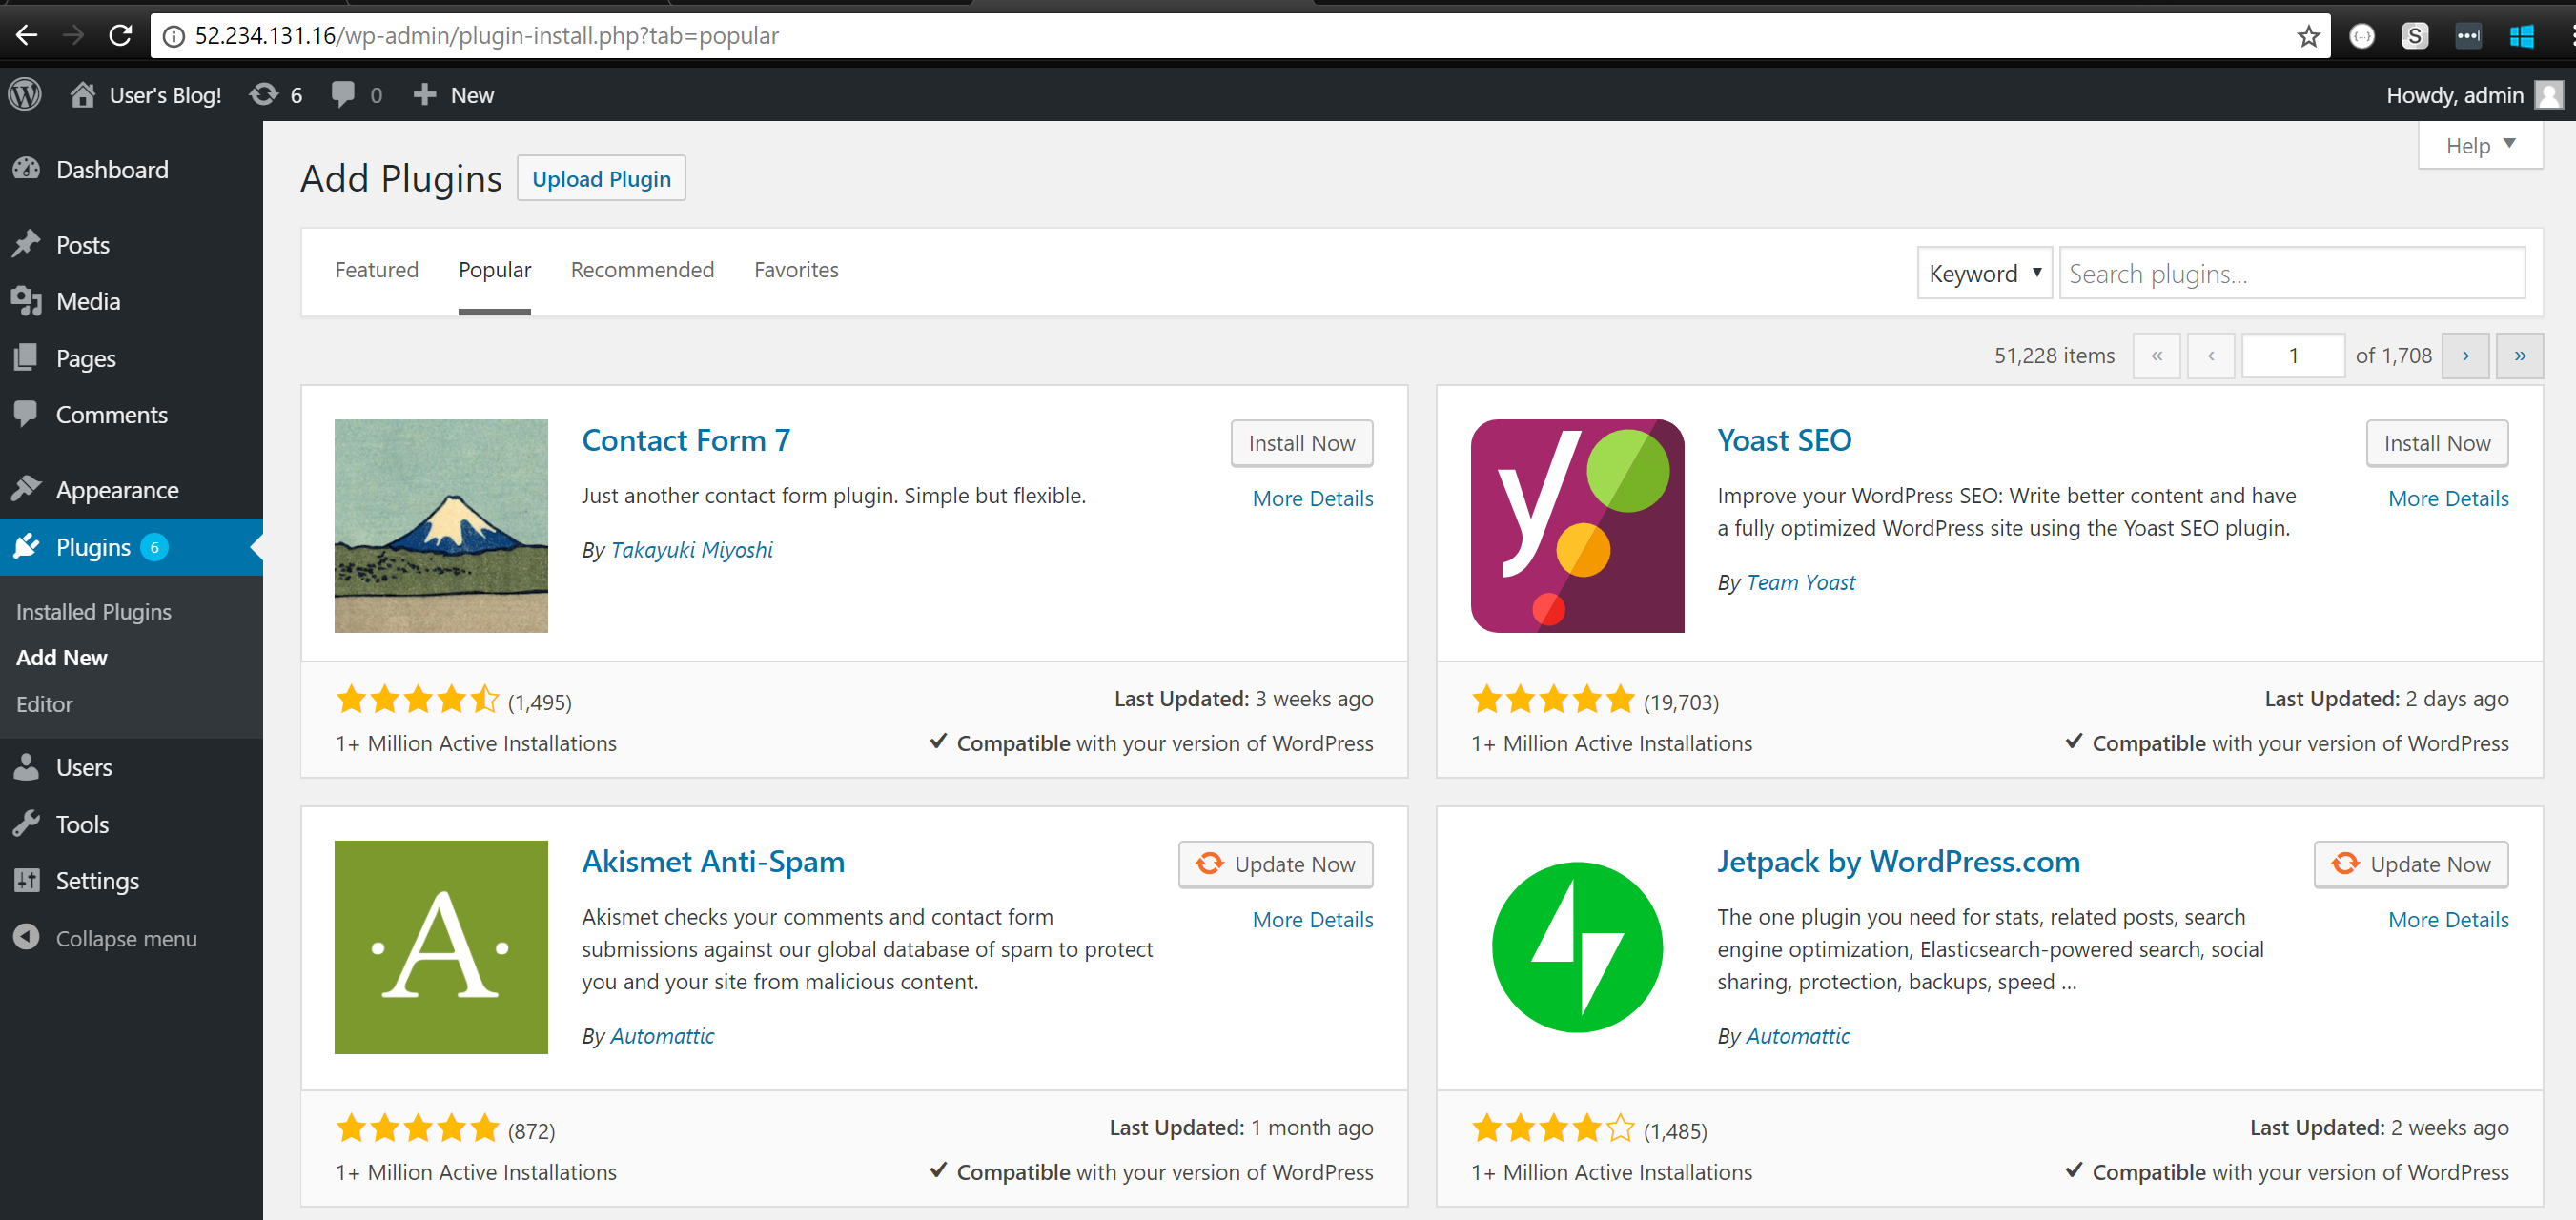 52.234.131.16/wp-admin/plugin-install.php?tab=popular
User's Blog! 6 0 New
Howdy, admin
Help
Dashboard
Posts
Media
Pages
Comments
Appearance
Plugins 6
Installed Plugins
Add New
Editor
Users
Tools
Settings
Collapse menu
Add Plugins Upload Plugin
Featured Popular Recommended Favorites
Keyword Search plugins...
51,228 items « ‹ 1 of 1,708 › »
Contact Form 7
Install Now
More Details
Just another contact form plugin. Simple but flexible.
By Takayuki Miyoshi
(1,495)
Last Updated: 3 weeks ago
1+ Million Active Installations
Compatible with your version of WordPress
y
Yoast SEO
Install Now
More Details
Improve your WordPress SEO: Write better content and have
a fully optimized WordPress site using the Yoast SEO plugin.
By Team Yoast
(19,703)
Last Updated: 2 days ago
1+ Million Active Installations
Compatible with your version of WordPress
·A·
Akismet Anti-Spam
Update Now
More Details
Akismet checks your comments and contact form
submissions against our global database of spam to protect
you and your site from malicious content.
By Automattic
(872)
Last Updated: 1 month ago
1+ Million Active Installations
Compatible with your version of WordPress
Jetpack by WordPress.com
Update Now
More Details
The one plugin you need for stats, related posts, search
engine optimization, Elasticsearch-powered search, social
sharing, protection, backups, speed ...
By Automattic
(1,485)
Last Updated: 2 weeks ago
1+ Million Active Installations
Compatible with your version of WordPress